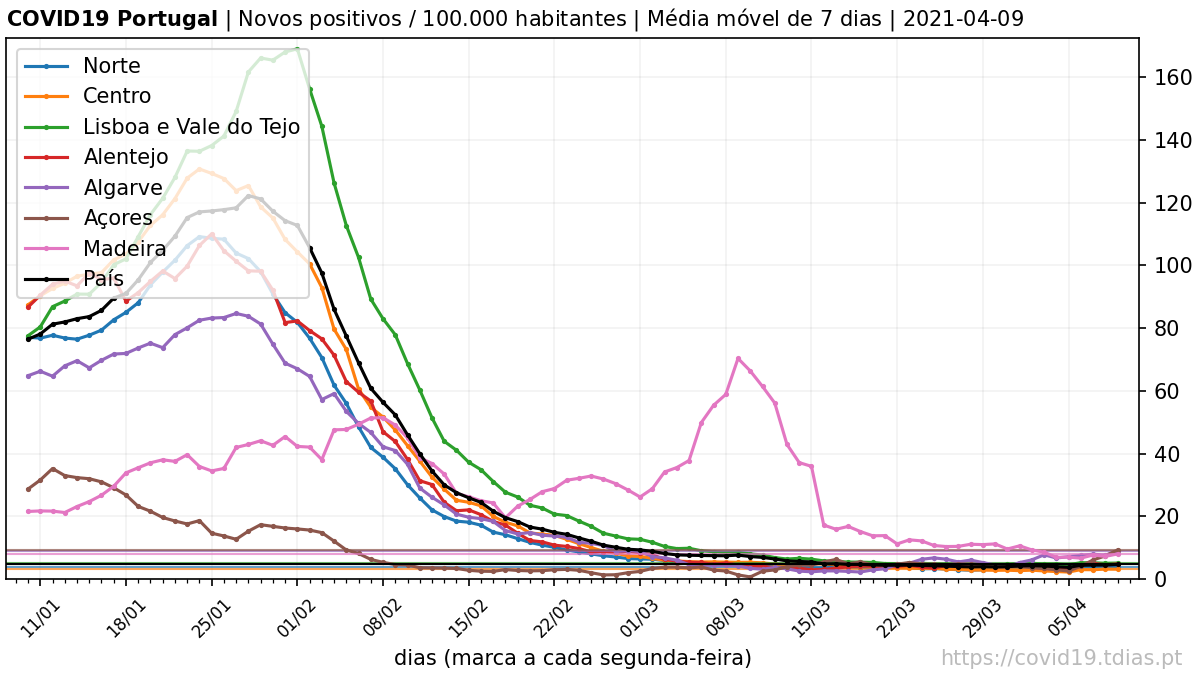 COVID19 Portugal | Novos positivos / 100.000 habitantes | Média móvel de 7 dias | 2021-04-09
Norte
Centro
Lisboa e Vale do Tejo
Alentejo
Algarve
Açores
Madeira
País
160
140
120
100
80
60
40
20
0
11/01
18/01
25/01
01/02
08/02
15/02
22/02
01/03
08/03
15/03
22/03
29/03
05/04
dias (marca a cada segunda-feira)
https://covid19.tdias.pt